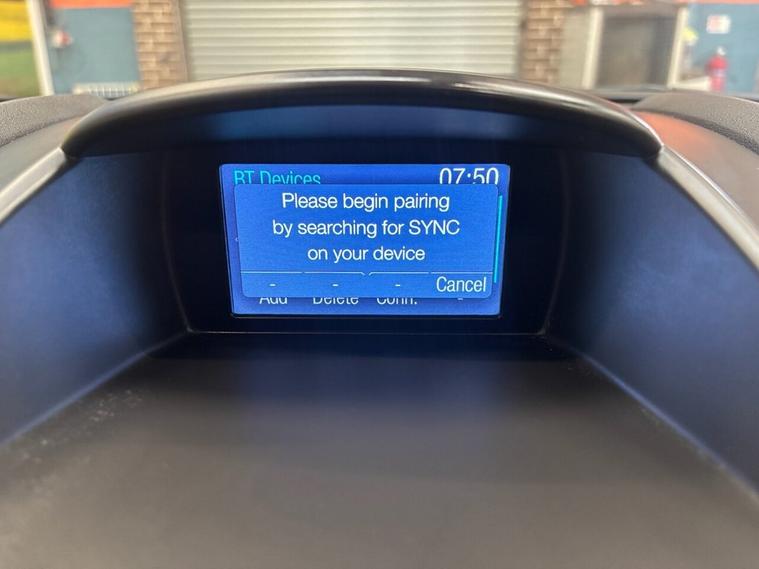 BT Devices 07:50
Please begin pairing
by searching for SYNC
on your device
- - - Cancel
Add Delete Conn. -